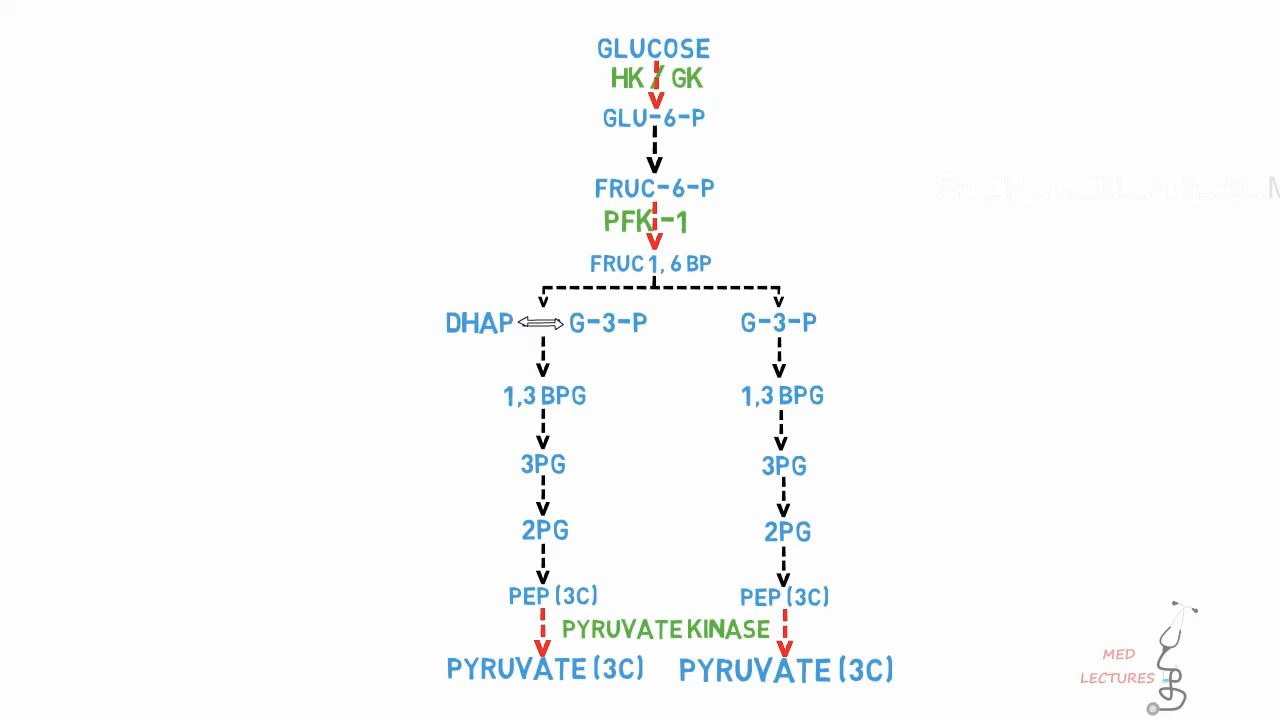 GLUCOSE
HK / GK
GLU-6-P
FRUC-6-P
PFK-1
FRUC 1, 6 BP
DHAP G-3-P G-3-P
1,3 BPG 1,3 BPG
3PG 3PG
2PG 2PG
PEP (3C) PEP (3C)
PYRUVATE KINASE
PYRUVATE (3C) PYRUVATE (3C)
MED
LECTURES